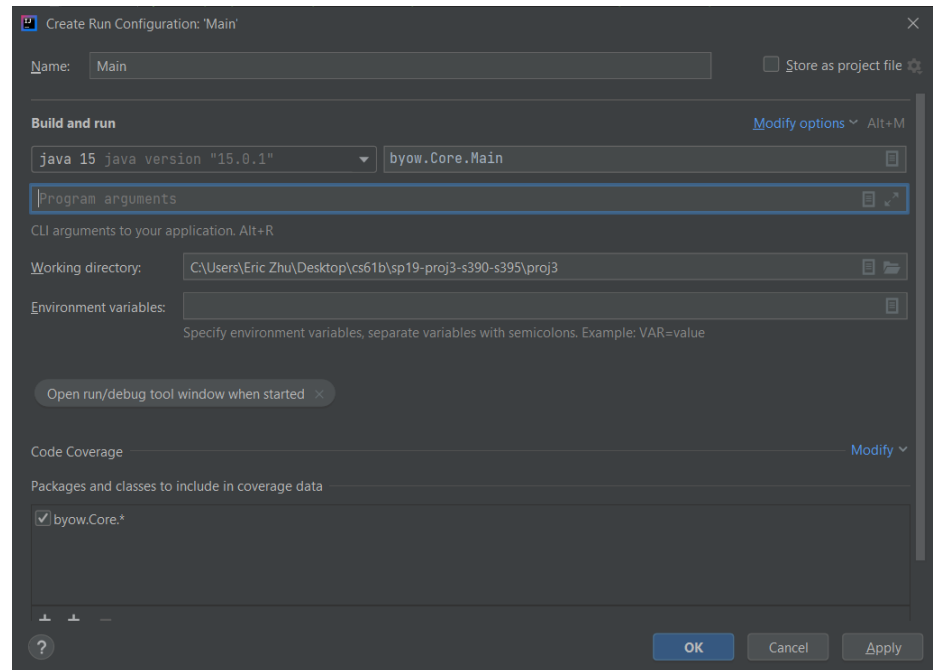 Create Run Configuration: 'Main'
Name: Main Store as project file
Build and run Modify options Alt+M
java 15 java version "15.0.1" byow.Core.Main
Program arguments
CLI arguments to your application. Alt+R
Working directory: C:\Users\Eric Zhu\Desktop\cs61b\sp19-proj3-s390-s395\proj3
Environment variables:
Specify environment variables, separate variables with semicolons. Example: VAR=value
Open run/debug tool window when started ×
Code Coverage Modify
Packages and classes to include in coverage data
byow.Core.*
? OK Cancel Apply